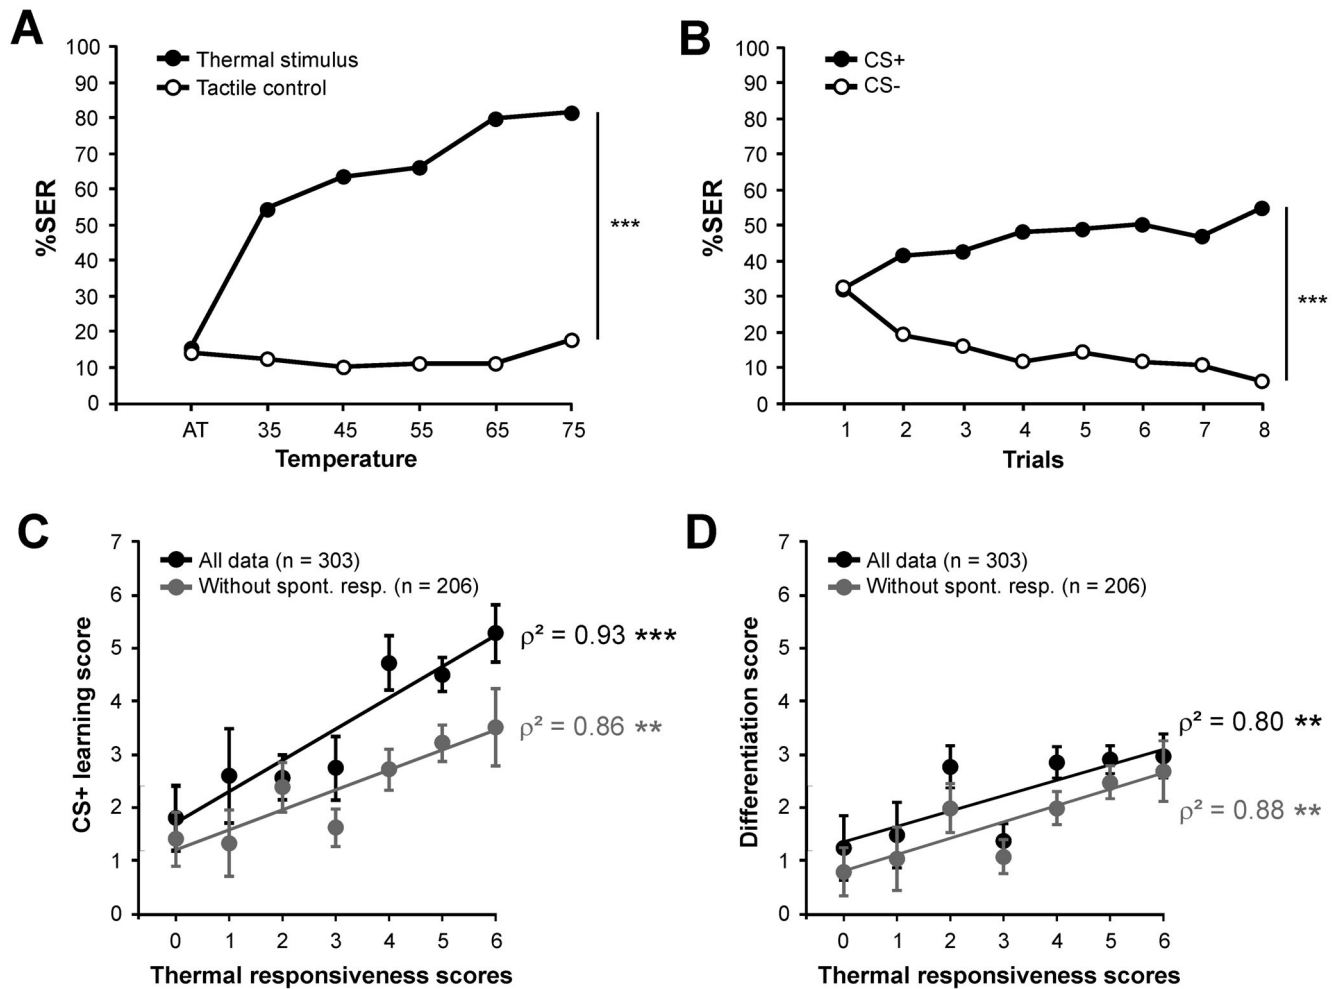 A
100
90
80
70
60
50
40
30
20
10
0
%SER
Thermal stimulus
Tactile control
***
AT 35 45 55 65 75
Temperature
B
100
90
80
70
60
50
40
30
20
10
0
%SER
CS+
CS-
***
1 2 3 4 5 6 7 8
Trials
C
7
6
5
4
3
2
1
0
CS+ learning score
All data (n = 303)
Without spont. resp. (n = 206)
ρ² = 0.93 ***
ρ² = 0.86 **
0 1 2 3 4 5 6
Thermal responsiveness scores
D
7
6
5
4
3
2
1
0
Differentiation score
All data (n = 303)
Without spont. resp. (n = 206)
ρ² = 0.80 **
ρ² = 0.88 **
0 1 2 3 4 5 6
Thermal responsiveness scores